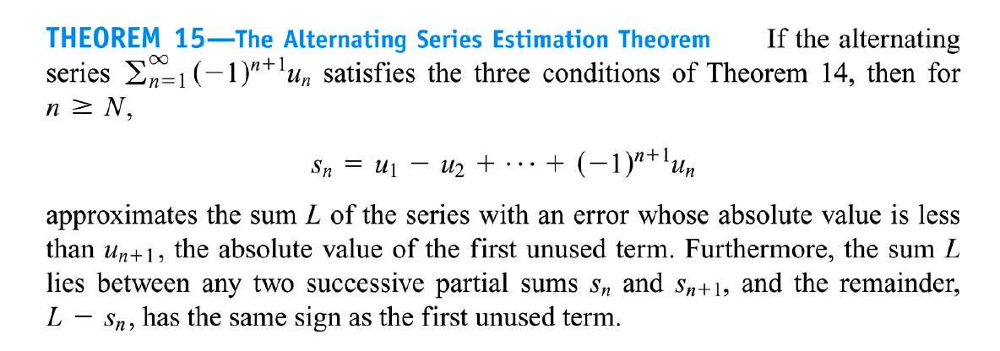 THEOREM 15—The Alternating Series Estimation Theorem If the alternating
series $\sum_{n=1}^{\infty}(-1)^{n+1}u_n$ satisfies the three conditions of Theorem 14, then for
$n \geq N$,
$s_n = u_1 - u_2 + \cdots + (-1)^{n+1}u_n$
approximates the sum $L$ of the series with an error whose absolute value is less
than $u_{n+1}$, the absolute value of the first unused term. Furthermore, the sum $L$
lies between any two successive partial sums $s_n$ and $s_{n+1}$, and the remainder,
$L - s_n$, has the same sign as the first unused term.